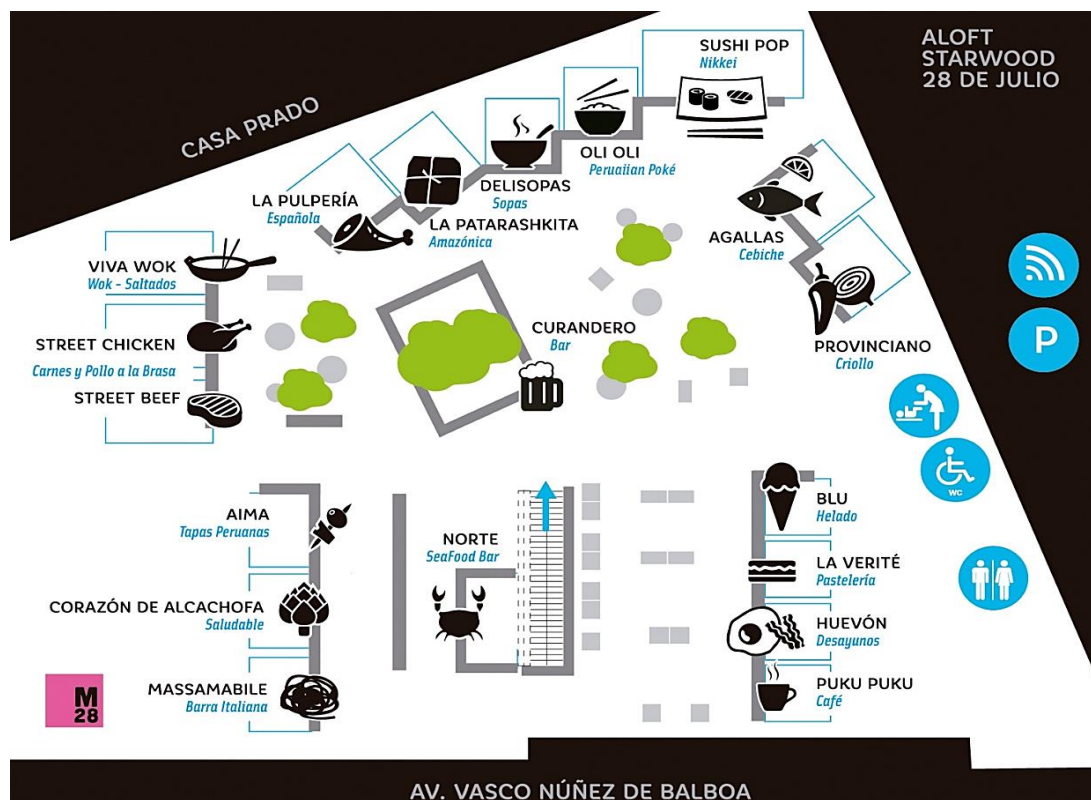 ALOFT
STARWOOD
28 DE JULIO
CASA PRADO
SUSHI POP
Nikkei
OLI OLI
Peruaiian Poké
DELISOPAS
Sopas
LA PULPERÍA
Española
LA PATARASHKITA
Amazónica
AGALLAS
Cebiche
VIVA WOK
Wok - Saltados
STREET CHICKEN
Carnes y Pollo a la Brasa
STREET BEEF
CURANDERO
Bar
PROVINCIANO
Criollo
P
WC
AIMA
Tapas Peruanas
NORTE
SeaFood Bar
BLU
Helado
LA VERITÉ
Pastelería
CORAZÓN DE ALCACHOFA
Saludable
HUEVÓN
Desayunos
MASSAMABILE
Barra Italiana
PUKU PUKU
Café
M
28
AV. VASCO NÚÑEZ DE BALBOA